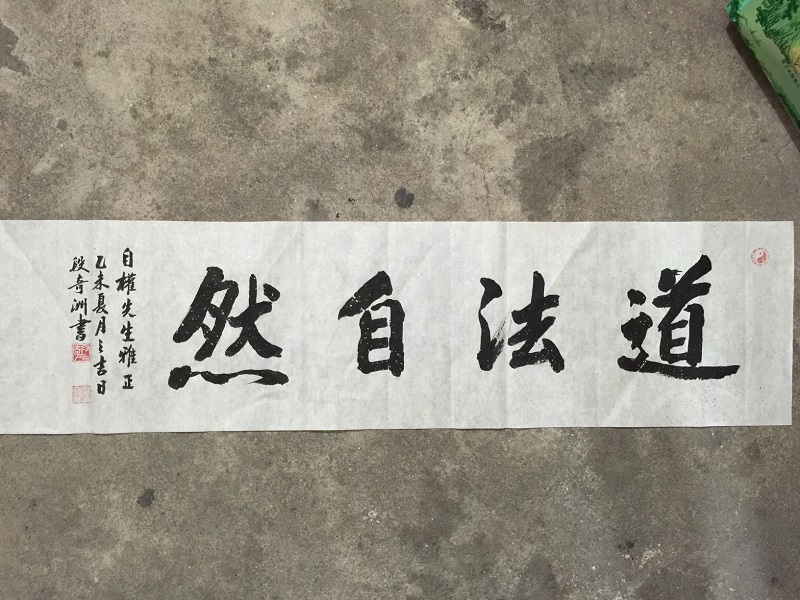 道法自然
自權先生雅正
乙未夏月之吉日
段奇洲書